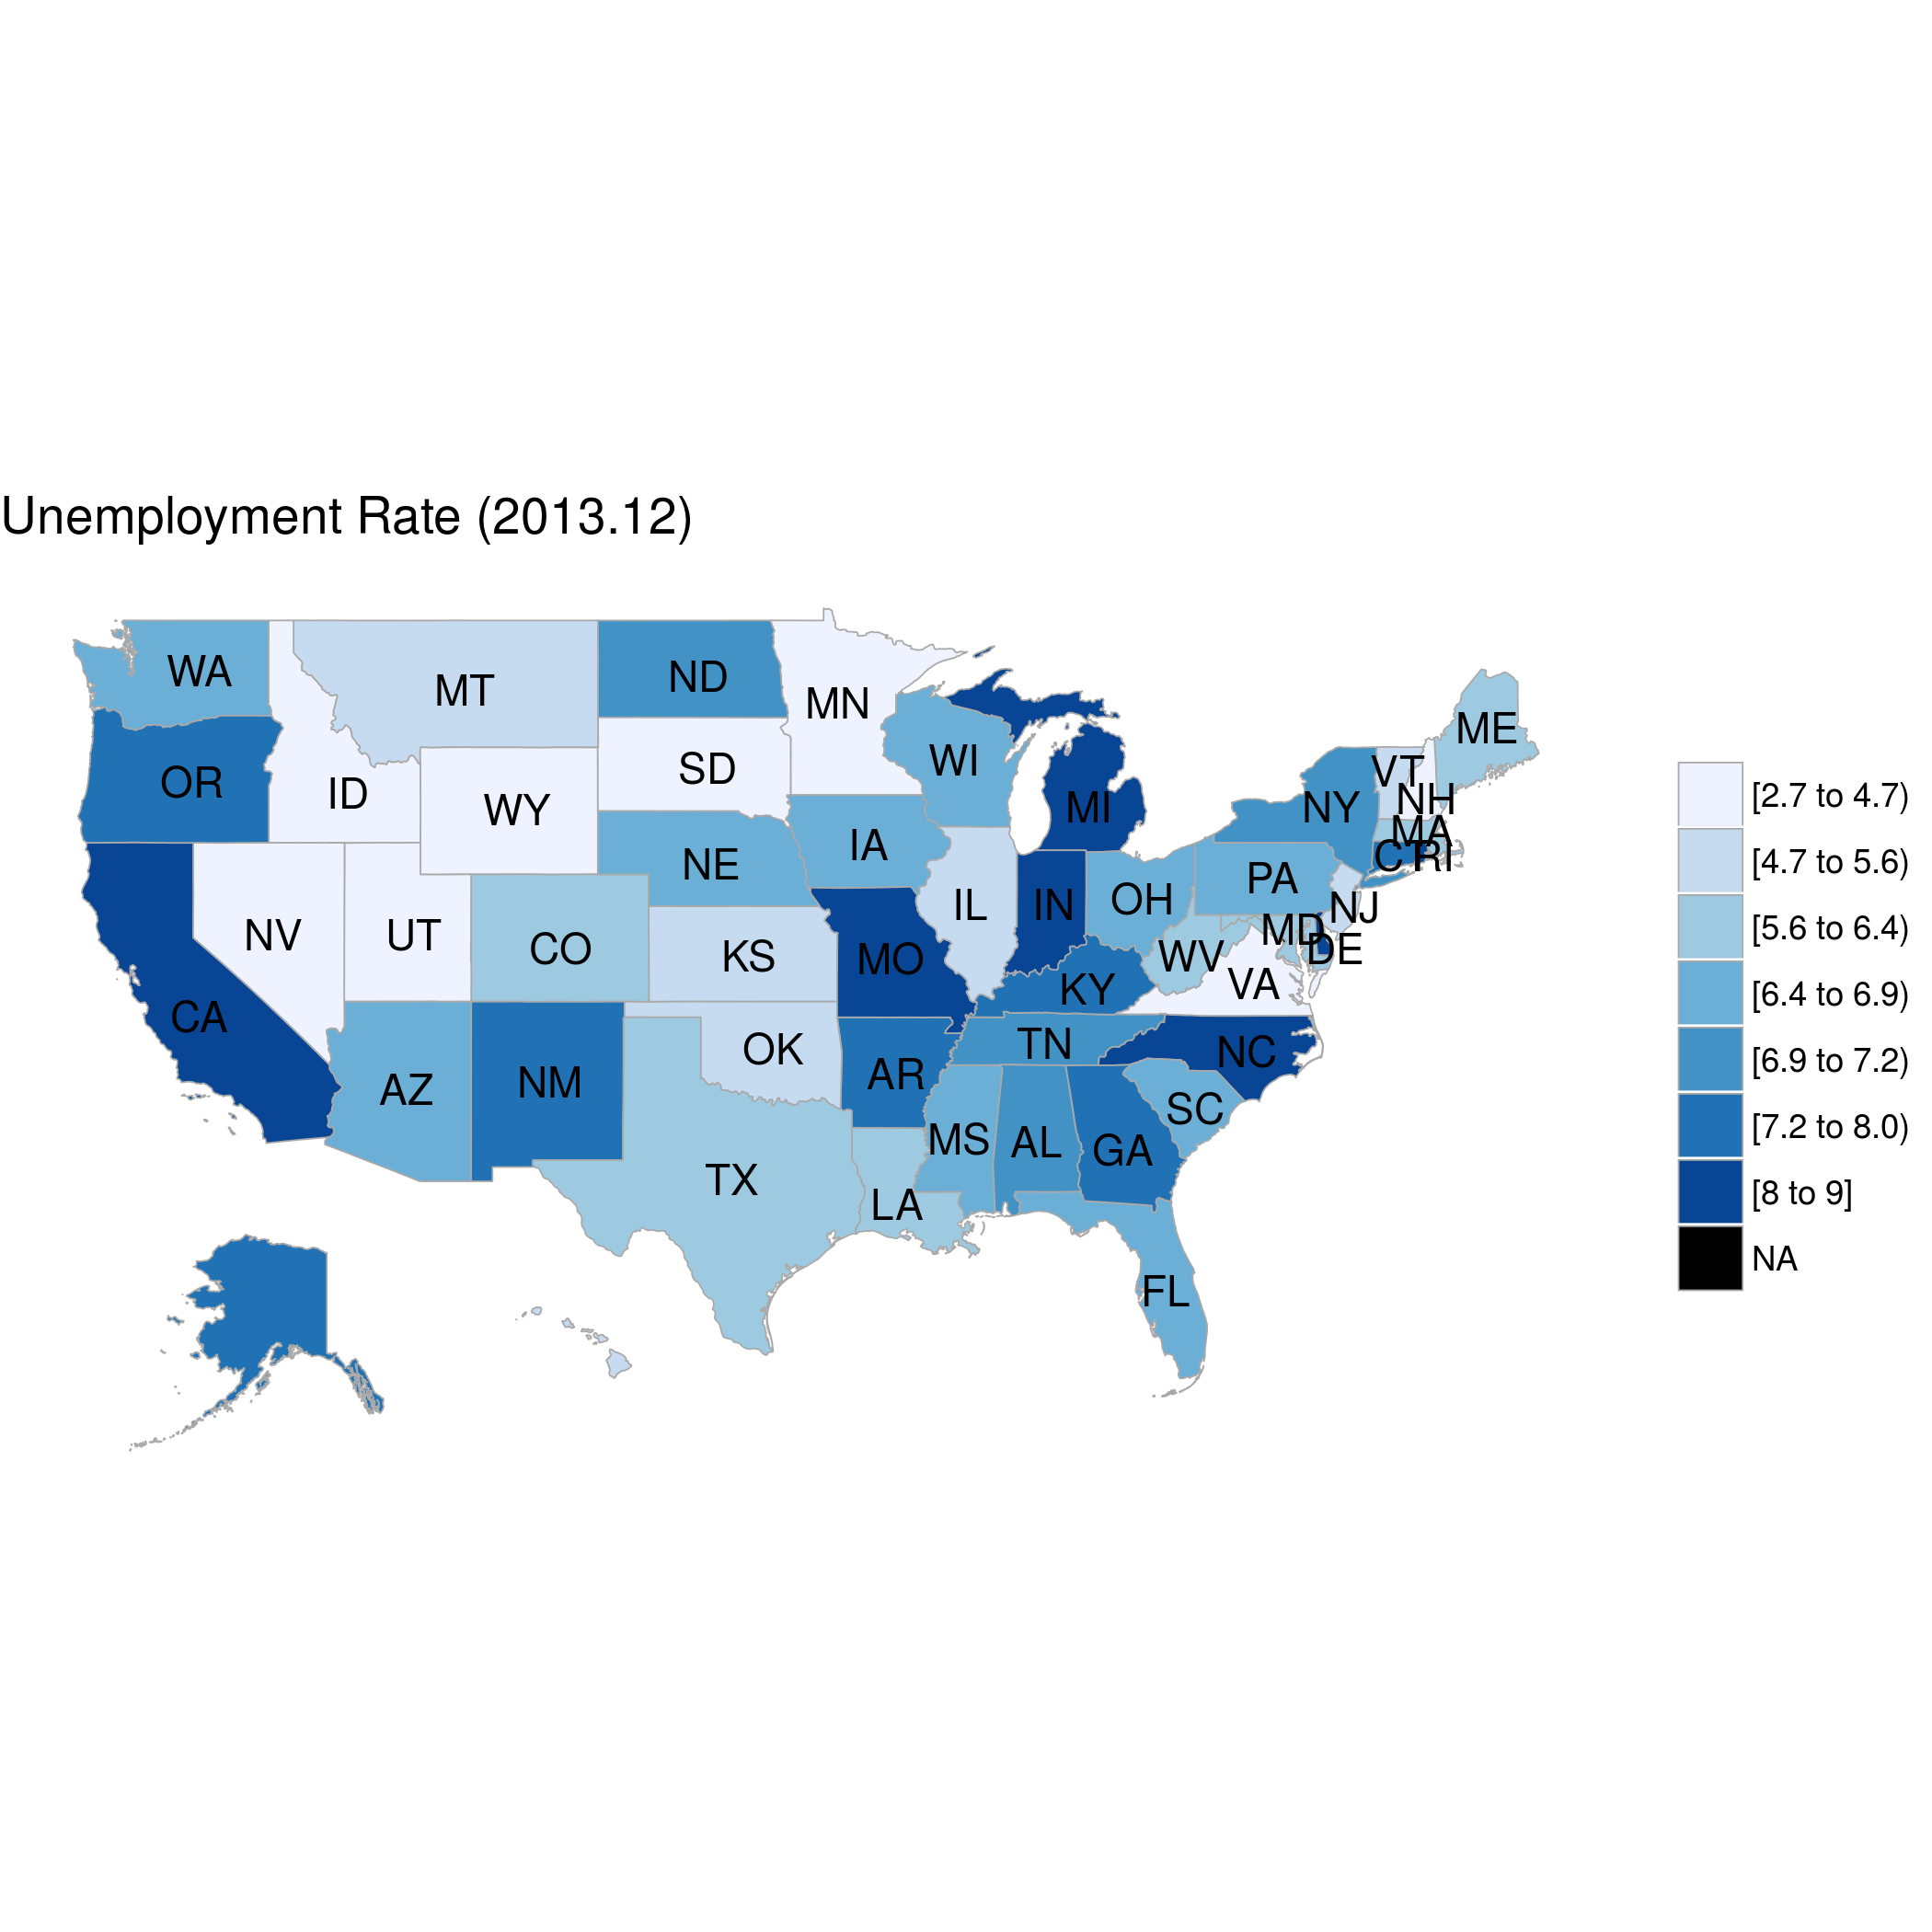 Unemployment Rate (2013.12)
WA
MT
ND
MN
ME
OR
ID
WY
SD
WI
MI
VT
NH
NY
MA
CT
RI
NE
IA
PA
NV
UT
CO
KS
MO
IL
IN
OH
NJ
MD
DE
WV
VA
CA
KY
AZ
NM
OK
AR
TN
NC
SC
MS
AL
GA
TX
LA
FL
[2.7 to 4.7)
[4.7 to 5.6)
[5.6 to 6.4)
[6.4 to 6.9)
[6.9 to 7.2)
[7.2 to 8.0)
[8 to 9]
NA